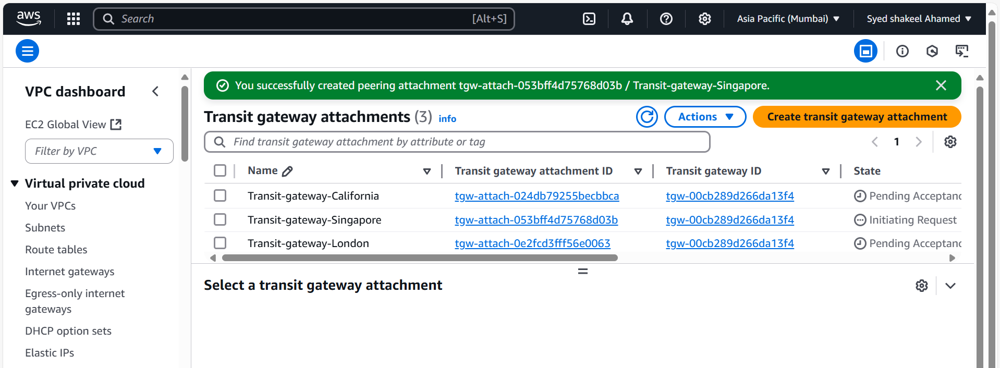 aws
Search [Alt+S]
Asia Pacific (Mumbai)
Syed shakeel Ahamed
VPC dashboard
EC2 Global View
Filter by VPC
Virtual private cloud
Your VPCs
Subnets
Route tables
Internet gateways
Egress-only internet
gateways
DHCP option sets
Elastic IPs
You successfully created peering attachment tgw-attach-053bff4d75768d03b / Transit-gateway-Singapore.
Transit gateway attachments (3) info
Actions
Create transit gateway attachment
Find transit gateway attachment by attribute or tag
1
Name Transit gateway attachment ID Transit gateway ID State
Transit-gateway-California tgw-attach-024db79255becbbca tgw-00cb289d266da13f4 Pending Acceptanc
Transit-gateway-Singapore tgw-attach-053bff4d75768d03b tgw-00cb289d266da13f4 Initiating Request
Transit-gateway-London tgw-attach-0e2fcd3fff56e0063 tgw-00cb289d266da13f4 Pending Acceptanc
Select a transit gateway attachment